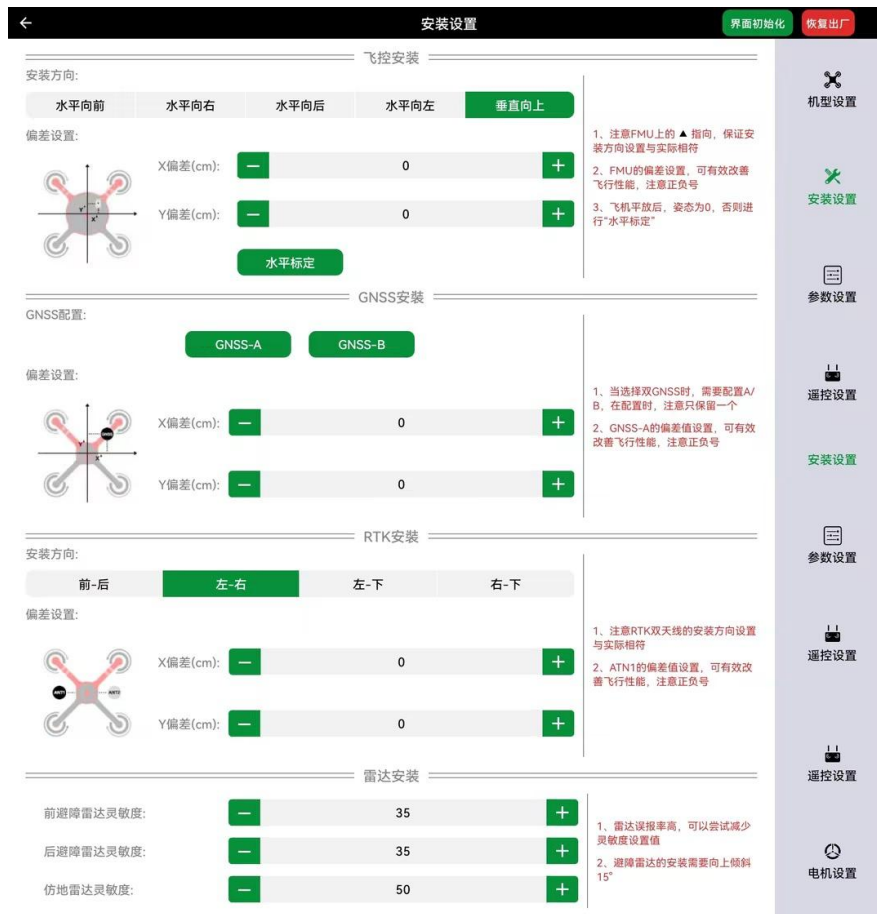 安装设置
界面初始化
恢复出厂
飞控安装
安装方向:
水平向前 水平向右 水平向后 水平向左 垂直向上
偏差设置:
X偏差(cm): － 0 +
Y偏差(cm): － 0 +
水平标定
1、注意FMU上的 ▲ 指向，保证安
装方向设置与实际相符
2、FMU的偏差设置，可有效改善
飞行性能，注意正负号
3、飞机平放后，姿态为0，否则进
行“水平标定”
GNSS安装
GNSS配置:
GNSS-A GNSS-B
偏差设置:
GNSS
X偏差(cm): － 0 +
Y偏差(cm): － 0 +
1、当选择双GNSS时，需要配置A/
B，在配置时，注意只保留一个
2、GNSS-A的偏差值设置，可有效
改善飞行性能，注意正负号
RTK安装
安装方向:
前-后 左-右 左-下 右-下
偏差设置:
ANT1 ANT2
X偏差(cm): － 0 +
Y偏差(cm): － 0 +
1、注意RTK双天线的安装方向设置
与实际相符
2、ATN1的偏差值设置，可有效改
善飞行性能，注意正负号
雷达安装
前避障雷达灵敏度: － 35 +
后避障雷达灵敏度: － 35 +
仿地雷达灵敏度: － 50 +
1、雷达误报率高，可以尝试减少
灵敏度设置值
2、避障雷达的安装需要向上倾斜
15°
机型设置
安装设置
参数设置
遥控设置
安装设置
参数设置
遥控设置
遥控设置
电机设置